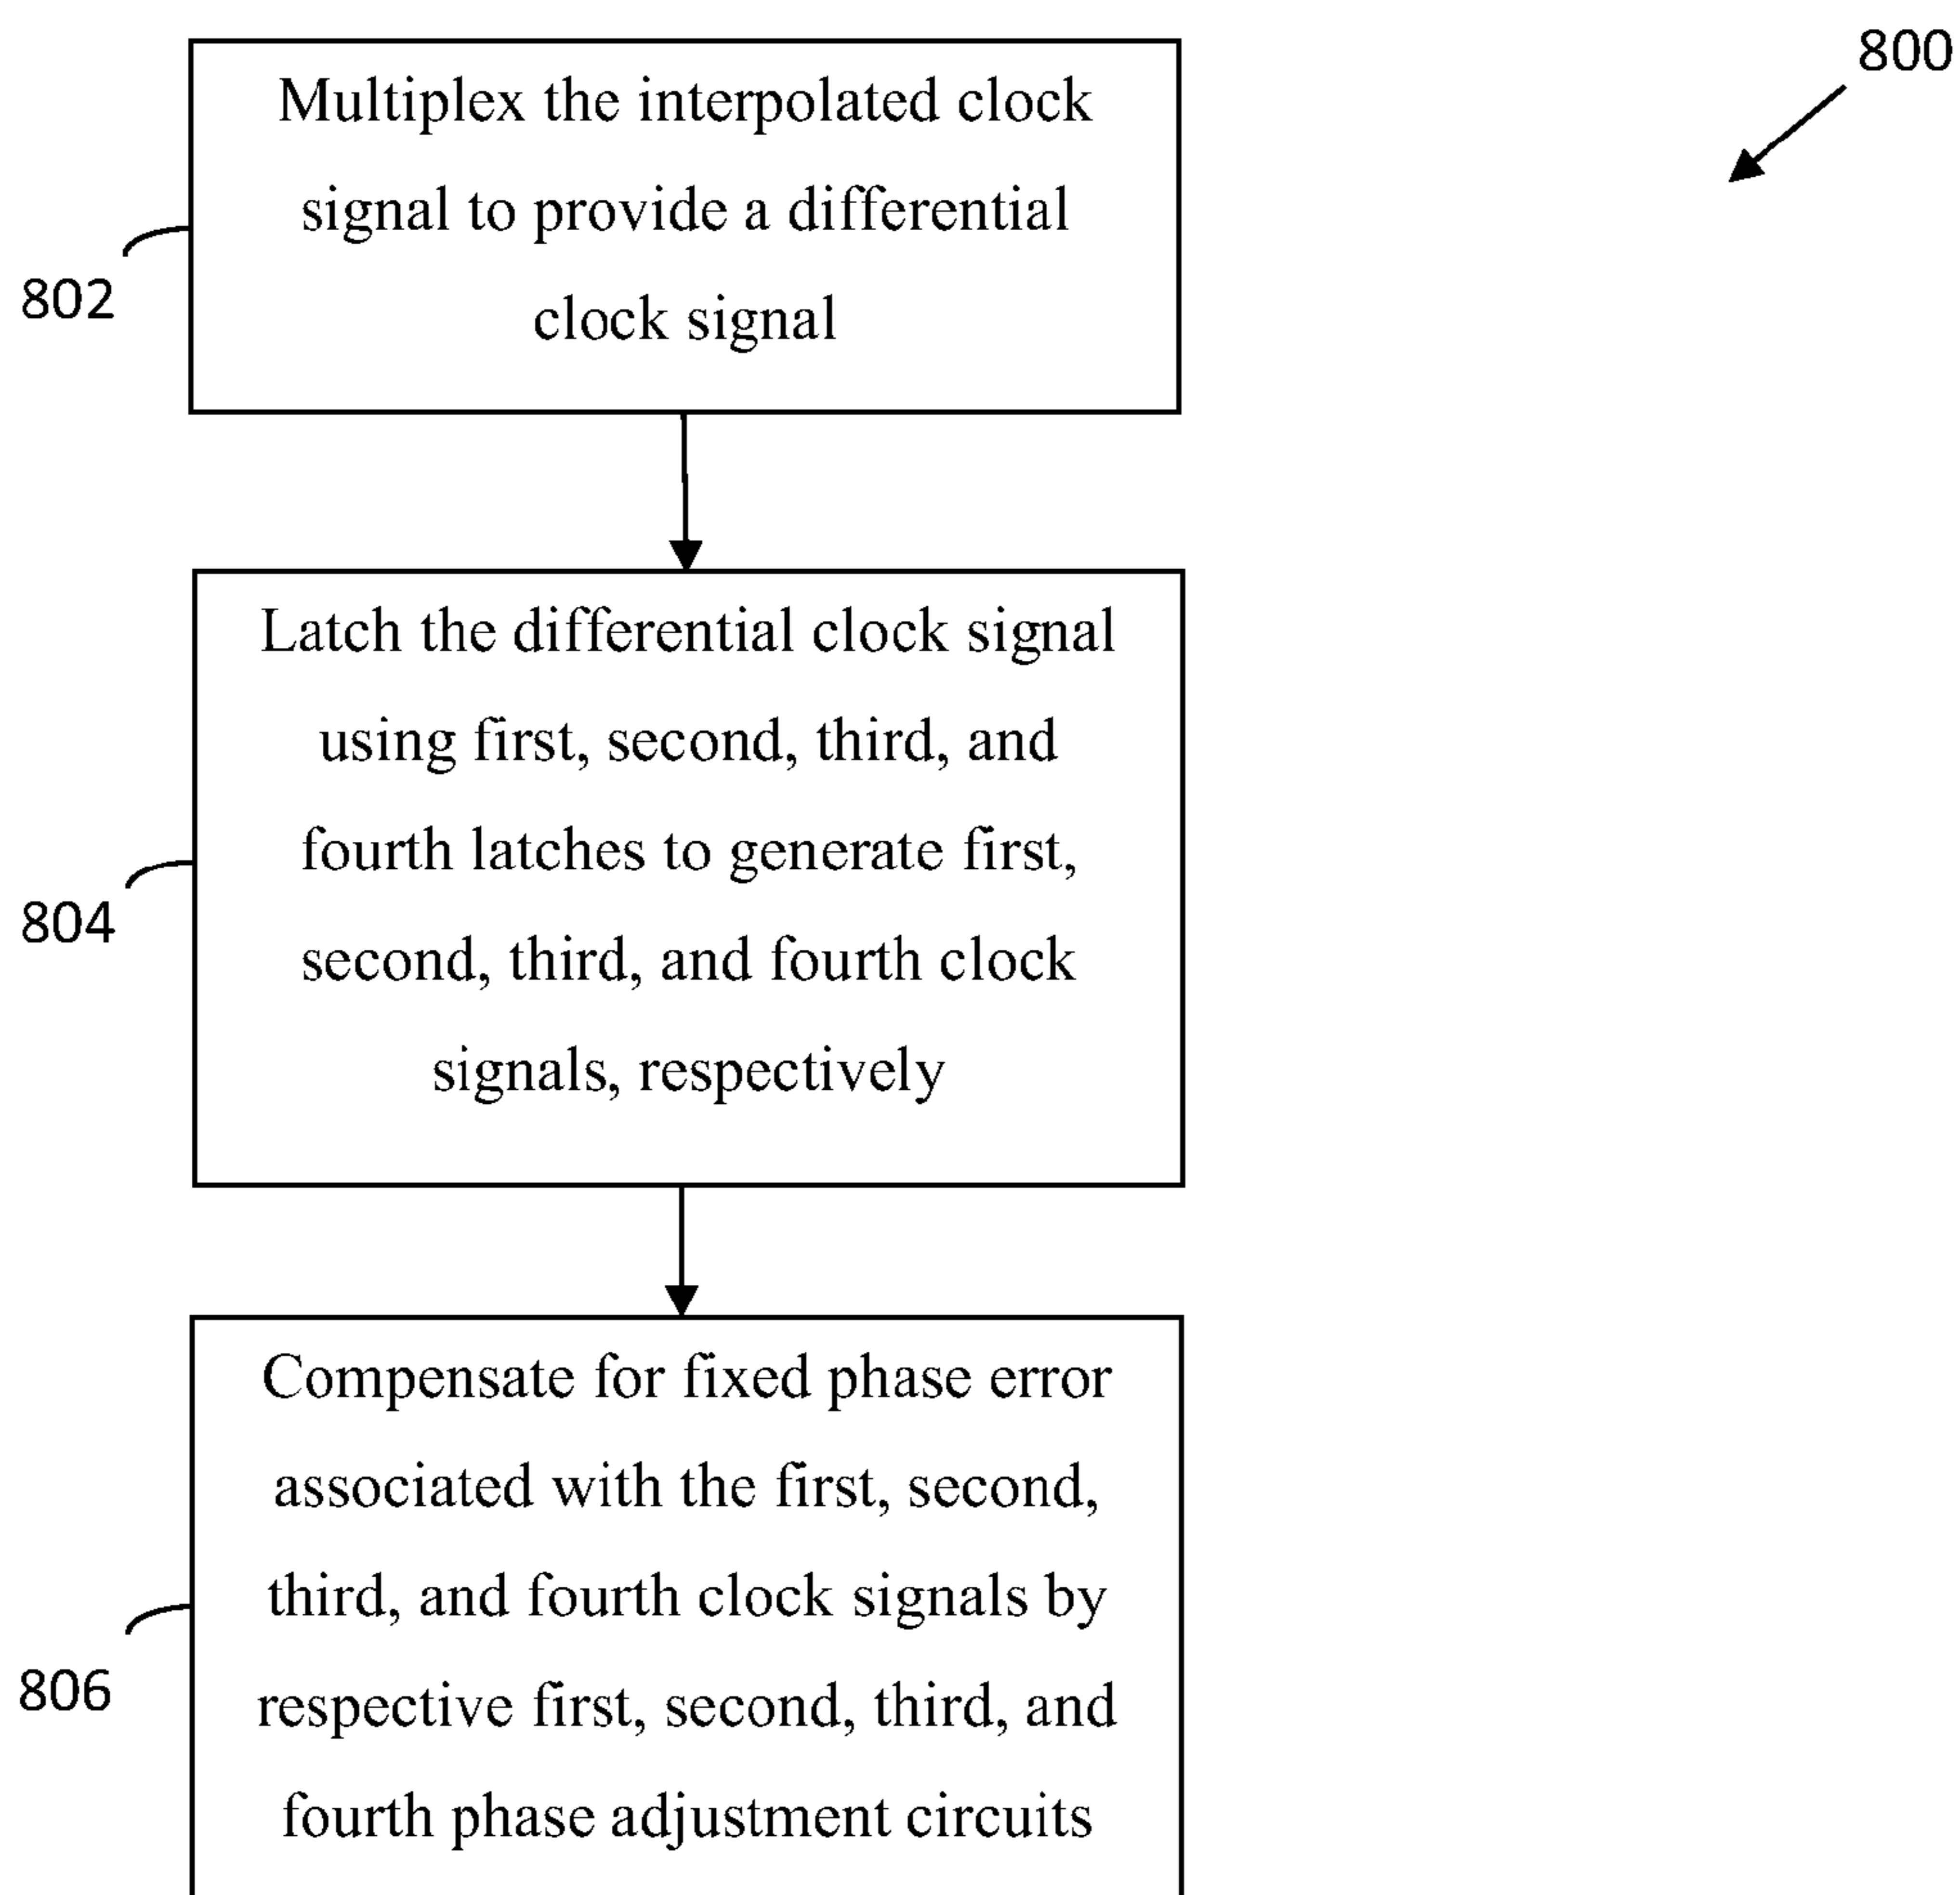 800
Multiplex the interpolated clock
signal to provide a differential
clock signal
802
Latch the differential clock signal
using first, second, third, and
fourth latches to generate first,
second, third, and fourth clock
signals, respectively
804
Compensate for fixed phase error
associated with the first, second,
third, and fourth clock signals by
respective first, second, third, and
fourth phase adjustment circuits
806